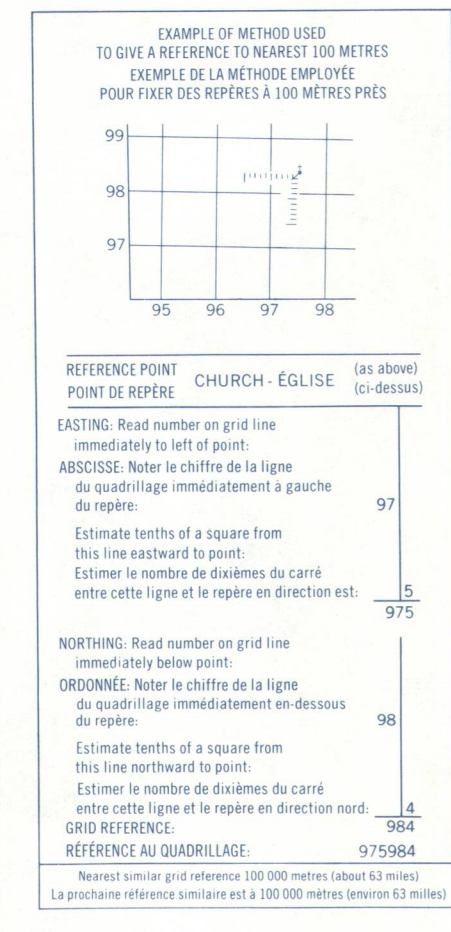 EXAMPLE OF METHOD USED
TO GIVE A REFERENCE TO NEAREST 100 METRES
EXEMPLE DE LA MÉTHODE EMPLOYÉE
POUR FIXER DES REPÈRES À 100 MÈTRES PRÈS
99
98
97
95 96 97 98
REFERENCE POINT
POINT DE REPÈRE
CHURCH - ÉGLISE
(as above)
(ci-dessus)
EASTING: Read number on grid line
immediately to left of point:
ABSCISSE: Noter le chiffre de la ligne
du quadrillage immédiatement à gauche
du repère: 97
Estimate tenths of a square from
this line eastward to point:
Estimer le nombre de dixièmes du carré
entre cette ligne et le repère en direction est: 5
975
NORTHING: Read number on grid line
immediately below point:
ORDONNÉE: Noter le chiffre de la ligne
du quadrillage immédiatement en-dessous
du repère: 98
Estimate tenths of a square from
this line northward to point:
Estimer le nombre de dixièmes du carré
entre cette ligne et le repère en direction nord: 4
GRID REFERENCE: 984
RÉFÉRENCE AU QUADRILLAGE: 975984
Nearest similar grid reference 100 000 metres (about 63 miles)
La prochaine référence similaire est à 100 000 mètres (environ 63 milles)